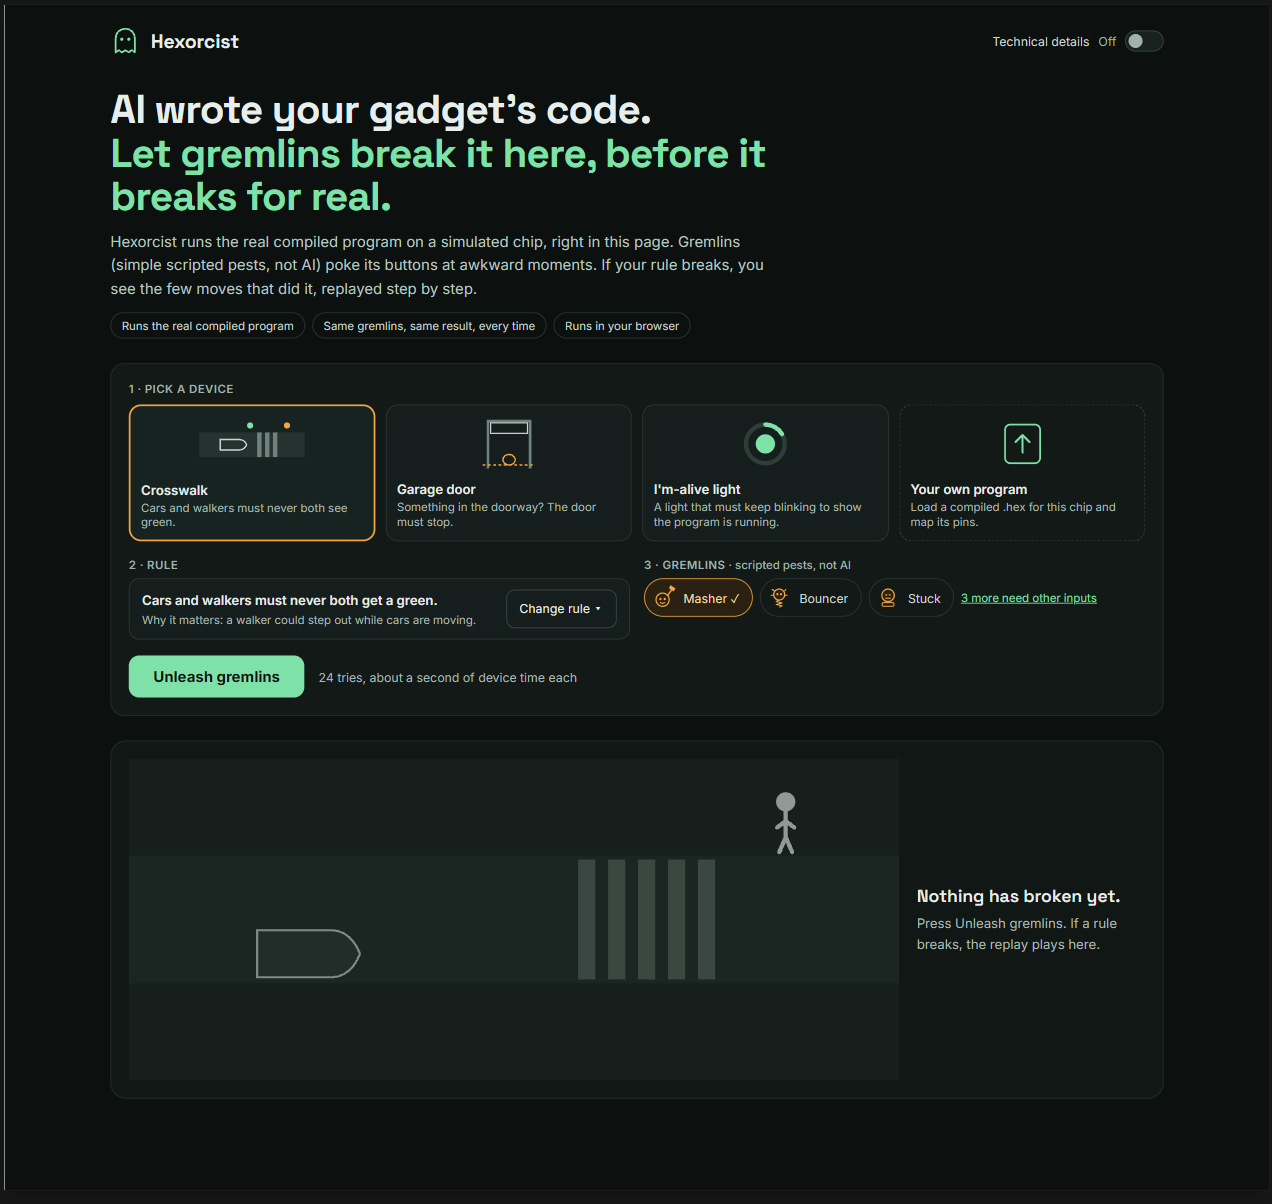 Hexorcist
Technical details Off
AI wrote your gadget's code.
Let gremlins break it here, before it
breaks for real.
Hexorcist runs the real compiled program on a simulated chip, right in this page. Gremlins
(simple scripted pests, not AI) poke its buttons at awkward moments. If your rule breaks, you
see the few moves that did it, replayed step by step.
Runs the real compiled program
Same gremlins, same result, every time
Runs in your browser
1 · PICK A DEVICE
Crosswalk
Cars and walkers must never both see
green.
Garage door
Something in the doorway? The door
must stop.
I'm-alive light
A light that must keep blinking to show
the program is running.
Your own program
Load a compiled .hex for this chip and
map its pins.
2 · RULE
Cars and walkers must never both get a green.
Why it matters: a walker could step out while cars are moving.
Change rule ▾
3 · GREMLINS · scripted pests, not AI
Masher ✓
Bouncer
Stuck
3 more need other inputs
Unleash gremlins
24 tries, about a second of device time each
Nothing has broken yet.
Press Unleash gremlins. If a rule
breaks, the replay plays here.